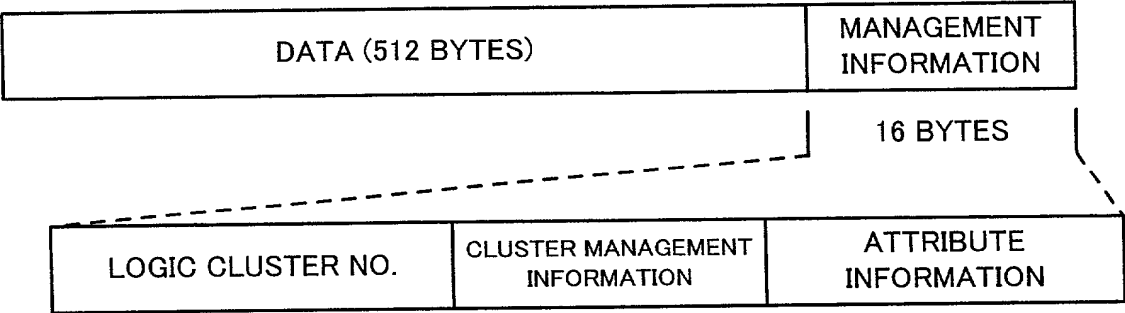 DATA (512 BYTES)
MANAGEMENT
INFORMATION
16 BYTES
LOGIC CLUSTER NO.
CLUSTER MANAGEMENT
INFORMATION
ATTRIBUTE
INFORMATION